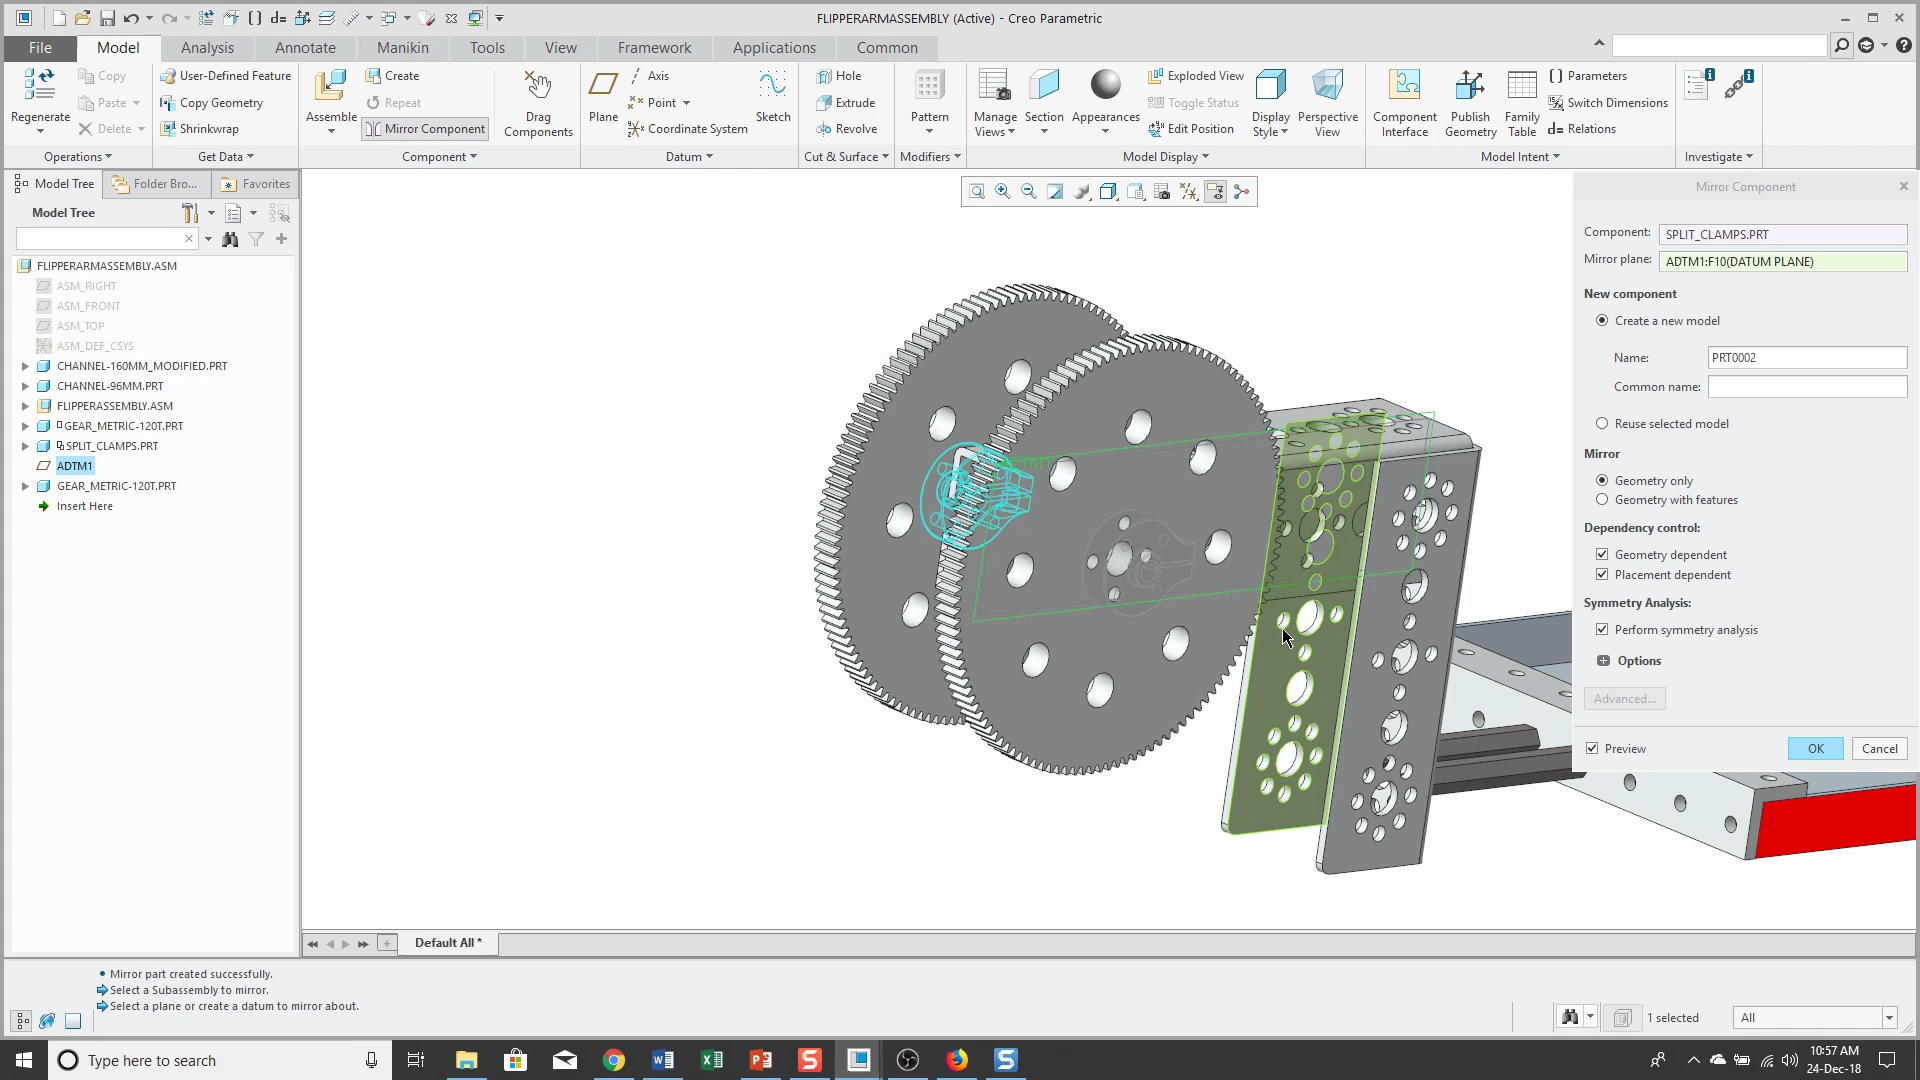 FLIPPERARMASSEMBLY (Active) - Creo Parametric
File Model Analysis Annotate Manikin Tools View Framework Applications Common
Regenerate
Copy
Paste
Delete
Operations
User-Defined Feature
Copy Geometry
Shrinkwrap
Get Data
Assemble
Create
Repeat
Mirror Component
Drag Components
Component
Plane
Axis
Point
Coordinate System
Sketch
Datum
Hole
Extrude
Revolve
Cut & Surface
Pattern
Modifiers
Manage Views
Section
Appearances
Exploded View
Toggle Status
Edit Position
Display Style
Perspective View
Model Display
Component Interface
Publish Geometry
Family Table
Parameters
Switch Dimensions
Relations
Model Intent
Investigate
Model Tree
Folder Bro...
Favorites
Model Tree
FLIPPERARMASSEMBLY.ASM
ASM_RIGHT
ASM_FRONT
ASM_TOP
ASM_DEF_CSYS
CHANNEL-160MM_MODIFIED.PRT
CHANNEL-96MM.PRT
FLIPPERASSEMBLY.ASM
GEAR_METRIC-120T.PRT
SPLIT_CLAMPS.PRT
ADTM1
GEAR_METRIC-120T.PRT
Insert Here
Mirror Component
Component: SPLIT_CLAMPS.PRT
Mirror plane: ADTM1:F10(DATUM PLANE)
New component
Create a new model
Name: PRT0002
Common name:
Reuse selected model
Mirror
Geometry only
Geometry with features
Dependency control:
Geometry dependent
Placement dependent
Symmetry Analysis:
Perform symmetry analysis
Options
Advanced...
Preview
OK
Cancel
Default All *
Mirror part created successfully.
Select a Subassembly to mirror.
Select a plane or create a datum to mirror about.
1 selected
All
Type here to search
10:57 AM
24-Dec-18